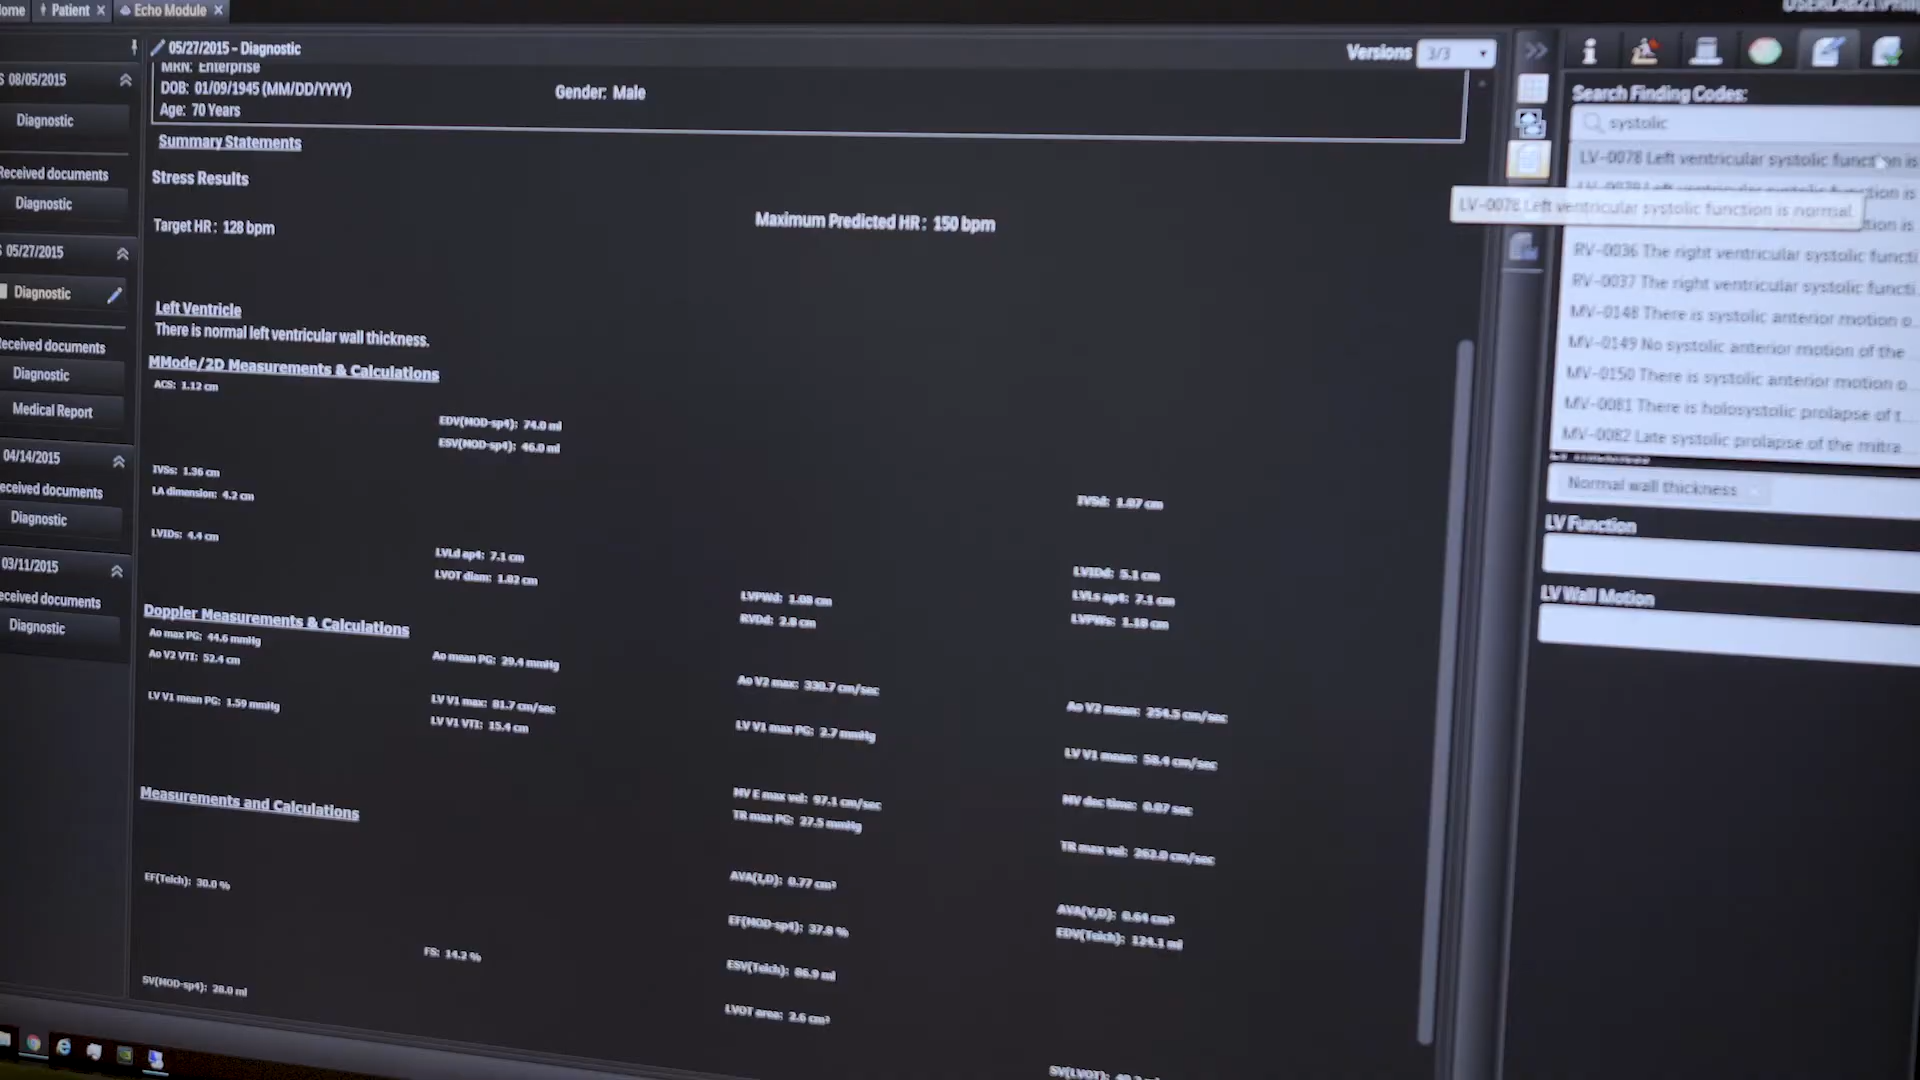 Home
Patient
Echo Module
05/27/2015 - Diagnostic
Versions 3/3
MRN: Enterprise
DOB: 01/09/1945 (MM/DD/YYYY)
Gender: Male
Age: 70 Years
Summary Statements
Stress Results
Target HR: 128 bpm
Maximum Predicted HR: 150 bpm
Left Ventricle
There is normal left ventricular wall thickness.
MMode/2D Measurements & Calculations
ACS: 1.12 cm
EDV(MOD-sp4): 74.0 ml
ESV(MOD-sp4): 46.0 ml
IVSs: 1.36 cm
LA dimension: 4.2 cm
IVSd: 1.07 cm
LVIDs: 4.4 cm
LVLd ap4: 7.1 cm
LVOT diam: 1.82 cm
LVIDd: 5.1 cm
LVPWd: 1.08 cm
LVLs ap4: 7.1 cm
RVDd: 2.8 cm
LVPWs: 1.18 cm
Doppler Measurements & Calculations
Ao max PG: 44.6 mmHg
Ao V2 VTI: 52.4 cm
Ao mean PG: 29.4 mmHg
Ao V2 max: 330.7 cm/sec
Ao V2 mean: 254.5 cm/sec
LV V1 mean PG: 1.59 mmHg
LV V1 max: 81.7 cm/sec
LV V1 VTI: 15.4 cm
LV V1 max PG: 2.7 mmHg
LV V1 mean: 58.4 cm/sec
MV E max vel: 97.1 cm/sec
MV dec time: 0.07 sec
TR max PG: 27.5 mmHg
TR max vel: 262.0 cm/sec
Measurements and Calculations
EF(Teich): 30.0 %
AVA(I,D): 0.77 cm²
AVA(V,D): 0.64 cm²
EF(MOD-sp4): 37.8 %
EDV(Teich): 124.1 ml
FS: 14.2 %
ESV(Teich): 86.9 ml
SV(MOD-sp4): 28.0 ml
LVOT area: 2.6 cm²
SV(LVOT):
08/05/2015
Diagnostic
Received documents
Diagnostic
05/27/2015
Diagnostic
Received documents
Diagnostic
Medical Report
04/14/2015
Received documents
Diagnostic
03/11/2015
Received documents
Diagnostic
Search Finding Codes:
systolic
LV-0078 Left ventricular systolic function is
LV-0078 Left ventricular systolic function is normal.
RV-0036 The right ventricular systolic functi
RV-0037 The right ventricular systolic functi
MV-0148 There is systolic anterior motion o...
MV-0149 No systolic anterior motion of the ...
MV-0150 There is systolic anterior motion o...
MV-0081 There is holosystolic prolapse of t...
MV-0082 Late systolic prolapse of the mitra...
Normal wall thickness
LV Function
LV Wall Motion